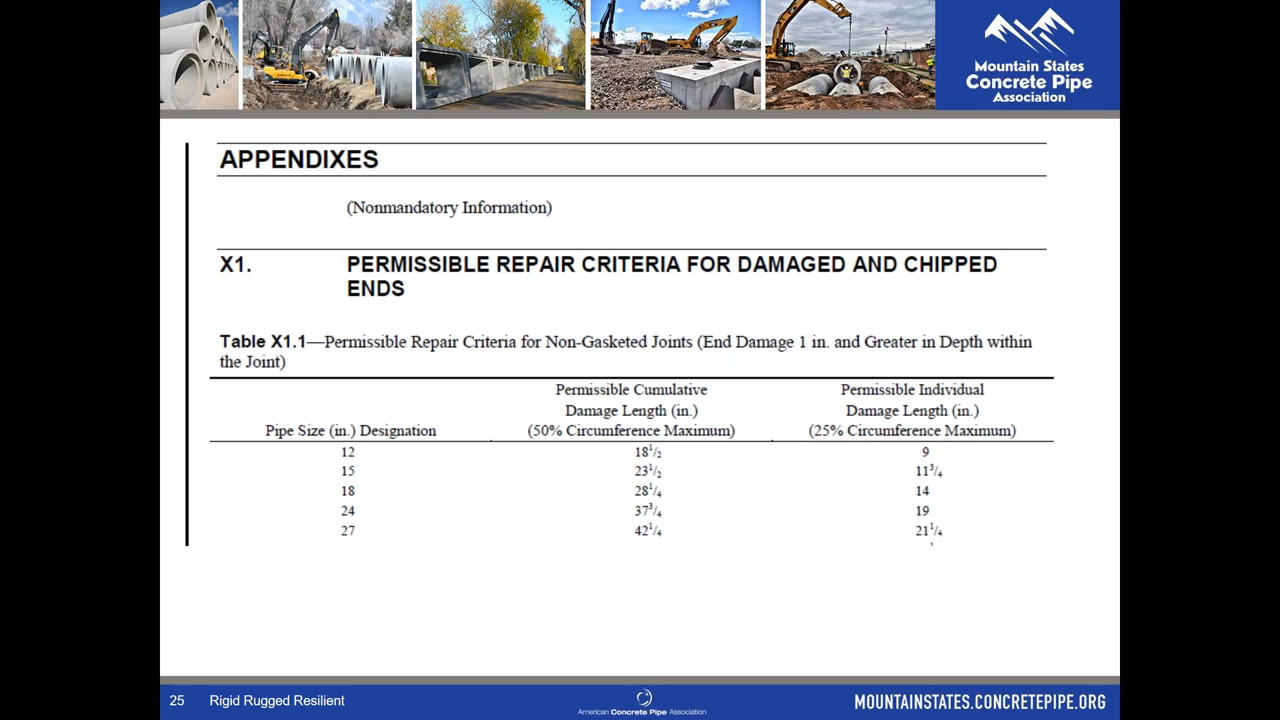 Mountain States
Concrete Pipe
Association
APPENDIXES
(Nonmandatory Information)
X1. PERMISSIBLE REPAIR CRITERIA FOR DAMAGED AND CHIPPED
ENDS
Table X1.1—Permissible Repair Criteria for Non-Gasketed Joints (End Damage 1 in. and Greater in Depth within
the Joint)
Permissible Cumulative Permissible Individual
Damage Length (in.) Damage Length (in.)
Pipe Size (in.) Designation (50% Circumference Maximum) (25% Circumference Maximum)
12 18 1/2 9
15 23 1/2 11 3/4
18 28 1/4 14
24 37 3/4 19
27 42 1/4 21 1/4
25 Rigid Rugged Resilient
American Concrete Pipe Association
MOUNTAINSTATES.CONCRETEPIPE.ORG